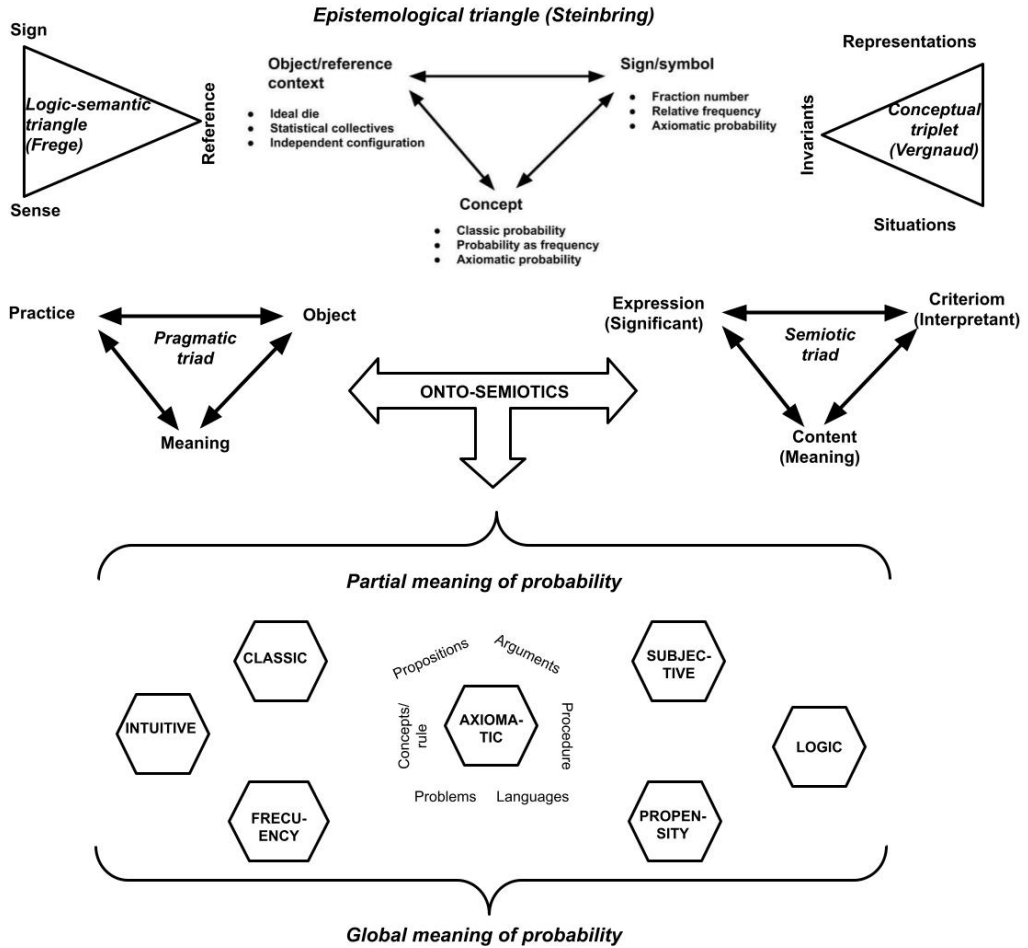 Epistemological triangle (Steinbring)
Sign
Logic-semantic
triangle
(Frege)
Reference
Sense
Object/reference
context
Ideal die
Statistical collectives
Independent configuration
Sign/symbol
Fraction number
Relative frequency
Axiomatic probability
Concept
Classic probability
Probability as frequency
Axiomatic probability
Representations
Invariants
Conceptual
triplet
(Vergnaud)
Situations
Practice
Object
Pragmatic
triad
Meaning
Expression
(Significant)
Criteriom
(Interpretant)
Semiotic
triad
Content
(Meaning)
ONTO-SEMIOTICS
Partial meaning of probability
INTUITIVE
CLASSIC
FRECU-
ENCY
Propositions
Arguments
Concepts/
rule
AXIOMA-
TIC
Procedure
Problems
Languages
SUBJEC-
TIVE
PROPEN-
SITY
LOGIC
Global meaning of probability